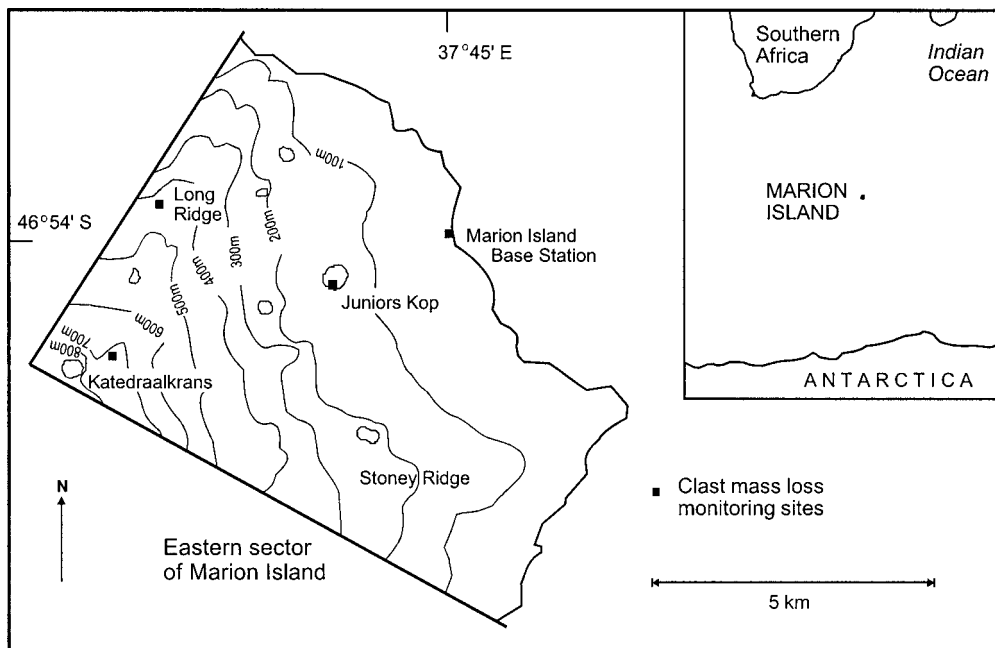 37°45' E
46°54' S
100m
200m
300m
400m
500m
600m
700m
800m
Long
Ridge
Marion Island
Base Station
Juniors Kop
Katedraalkrans
Stoney Ridge
N
Eastern sector
of Marion Island
Southern
Africa
Indian
Ocean
MARION
ISLAND
ANTARCTICA
Clast mass loss
monitoring sites
5 km